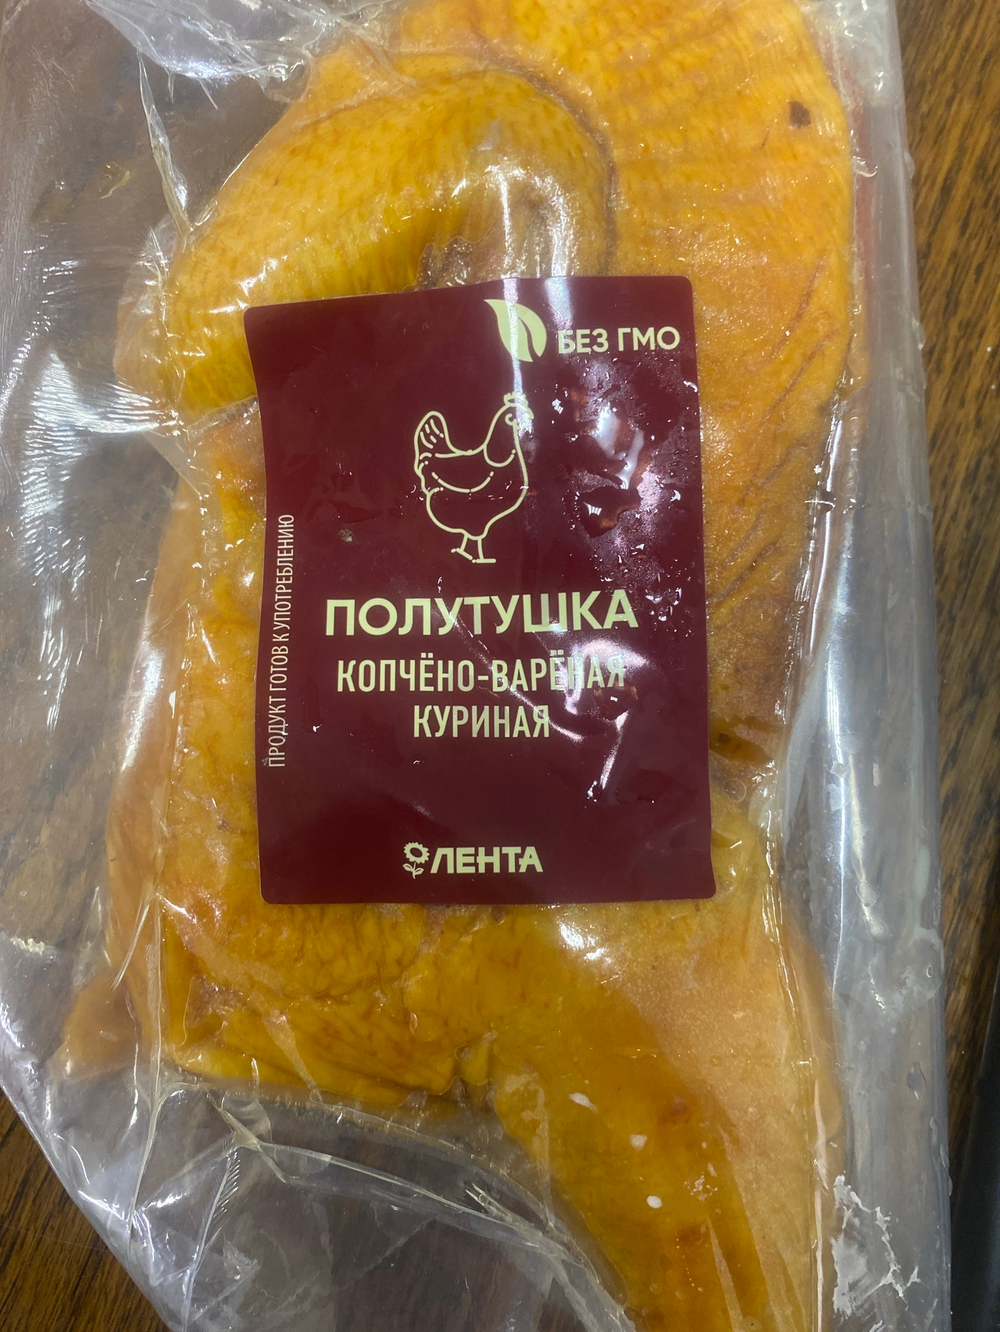 БЕЗ ГМО
ПРОДУКТ ГОТОВ К УПОТРЕБЛЕНИЮ
ПОЛУТУШКА
КОПЧЁНО-ВАРЁНАЯ
КУРИНАЯ
ЛЕНТА